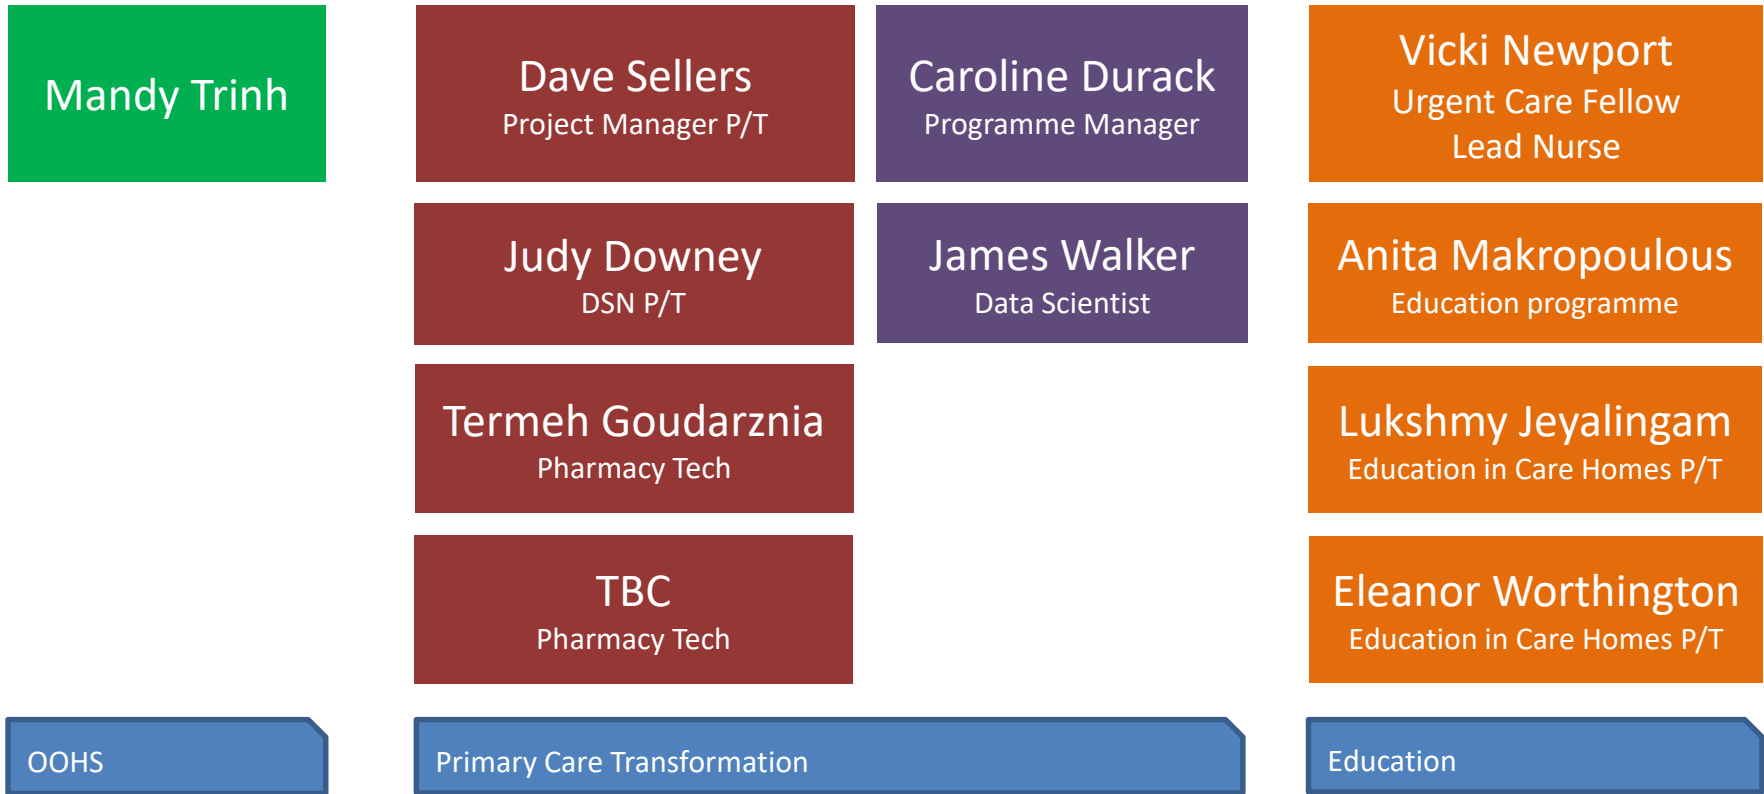 Mandy Trinh
Dave Sellers
Project Manager P/T
Judy Downey
DSN P/T
Termeh Goudarznia
Pharmacy Tech
TBC
Pharmacy Tech
Caroline Durack
Programme Manager
James Walker
Data Scientist
Vicki Newport
Urgent Care Fellow
Lead Nurse
Anita Makropoulous
Education programme
Lukshmy Jeyalingam
Education in Care Homes P/T
Eleanor Worthington
Education in Care Homes P/T
OOHS
Primary Care Transformation
Education